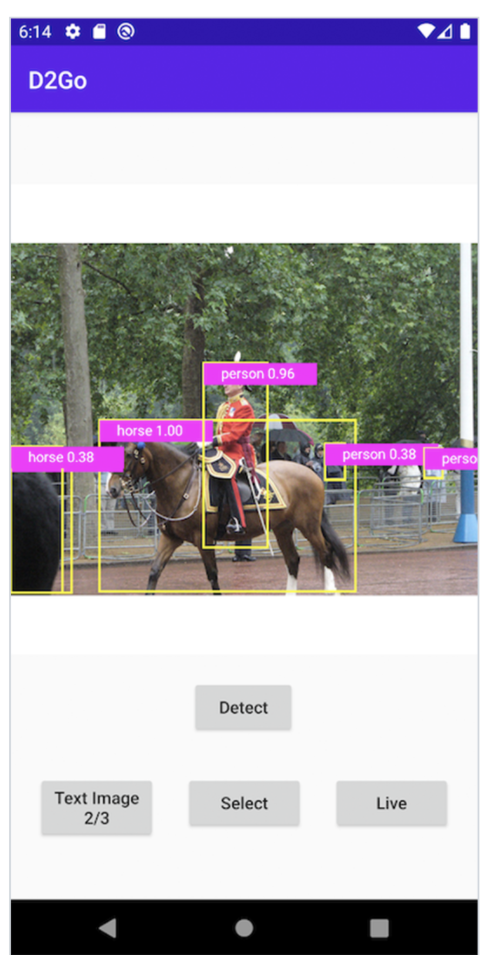 6:14
D2Go
person 0.96
horse 1.00
person 0.38
horse 0.38
perso
Detect
Text Image
2/3
Select
Live